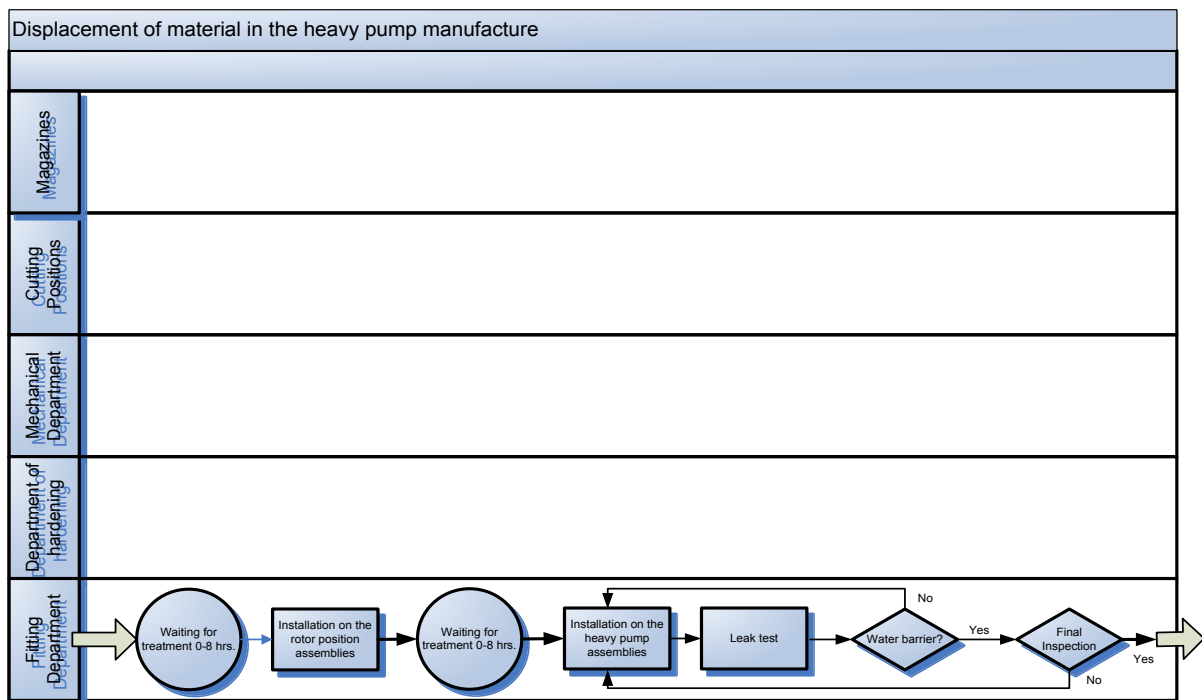 Displacement of material in the heavy pump manufacture
Magazines
Cutting
Positions
Mechanical
Department
Department of
hardening
Fitting
Department
Waiting for
treatment 0-8 hrs.
Installation on the
rotor position
assemblies
Waiting for
treatment 0-8 hrs.
Installation on the
heavy pump
assemblies
Leak test
Water barrier?
No
Yes
Final
Inspection
Yes
No